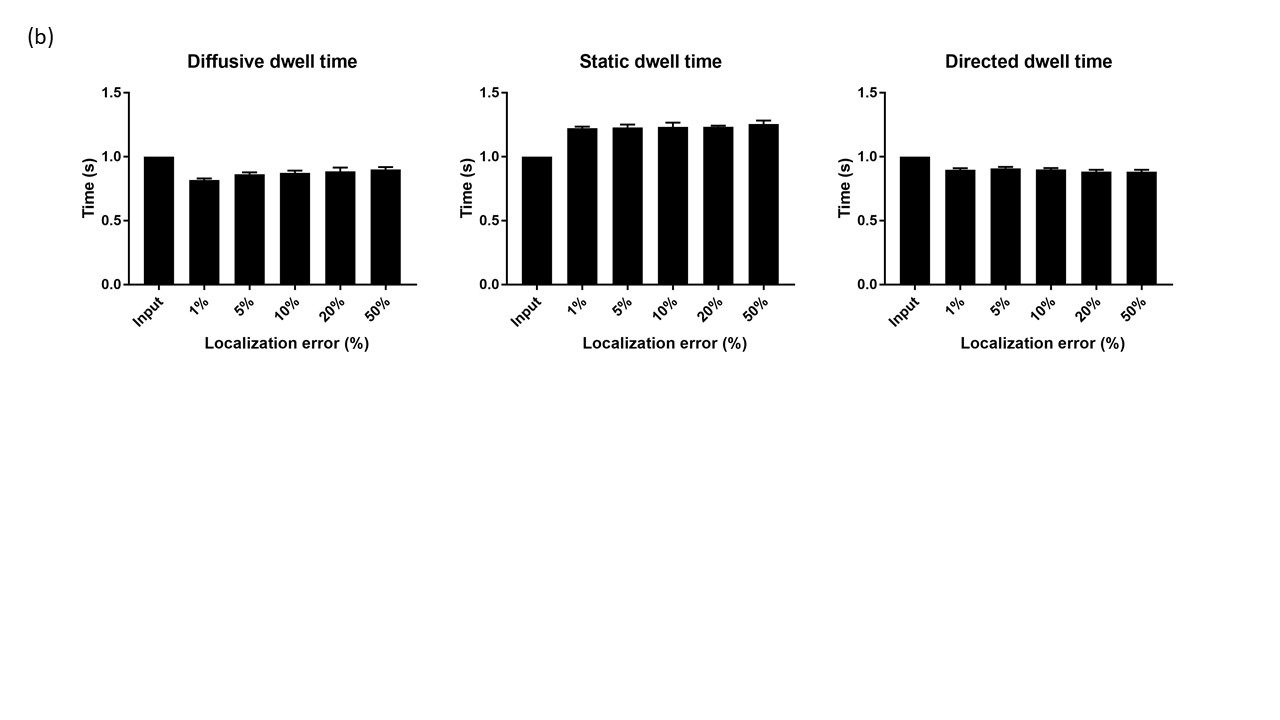 (b)
Diffusive dwell time
1.5
1.0
0.5
0.0
Time (s)
Input 1% 5% 10% 20% 50%
Localization error (%)
Static dwell time
1.5
1.0
0.5
0.0
Time (s)
Input 1% 5% 10% 20% 50%
Localization error (%)
Directed dwell time
1.5
1.0
0.5
0.0
Time (s)
Input 1% 5% 10% 20% 50%
Localization error (%)